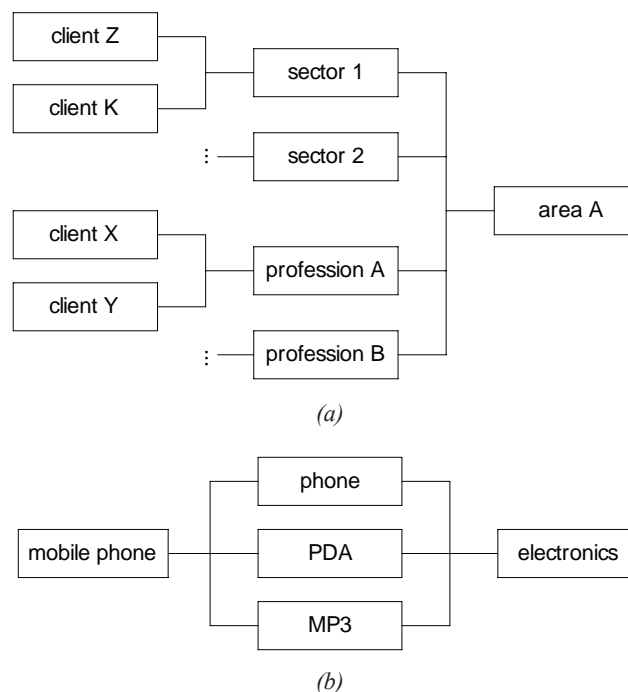 client Z
sector 1
client K
sector 2
area A
client X
profession A
client Y
profession B
(a)
phone
mobile phone
PDA
electronics
MP3
(b)